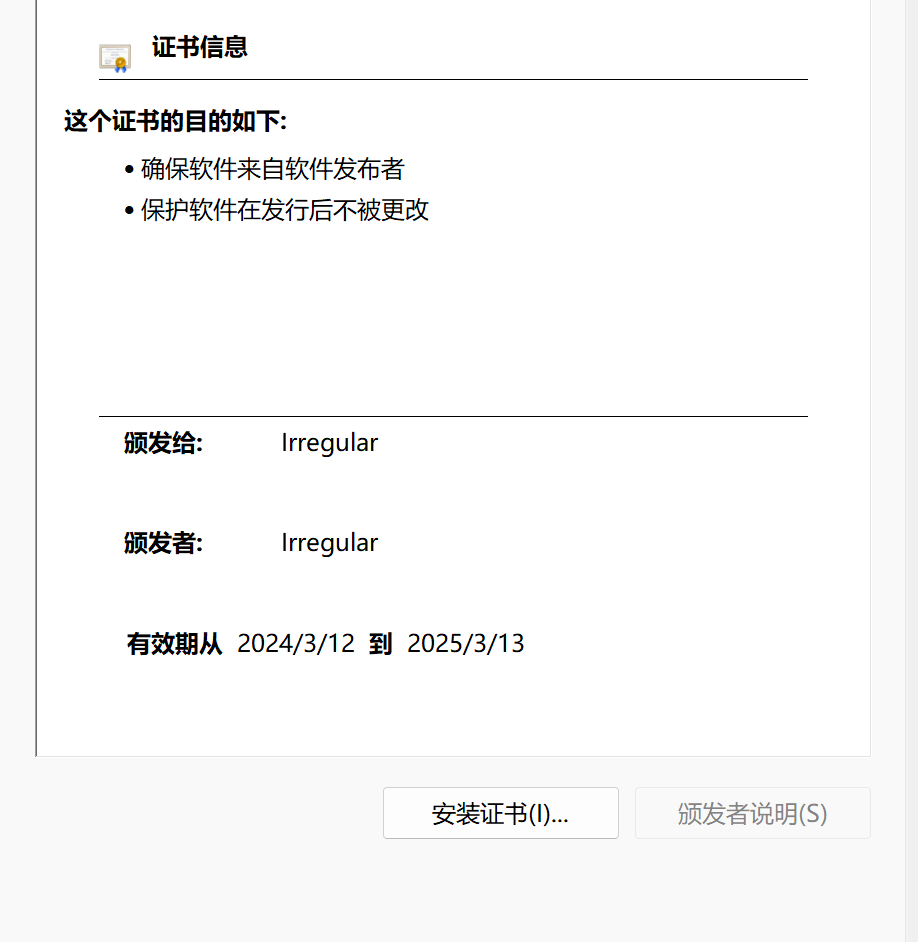 证书信息
这个证书的目的如下:
• 确保软件来自软件发布者
• 保护软件在发行后不被更改
颁发给: Irregular
颁发者: Irregular
有效期从 2024/3/12 到 2025/3/13
安装证书(I)... 颁发者说明(S)